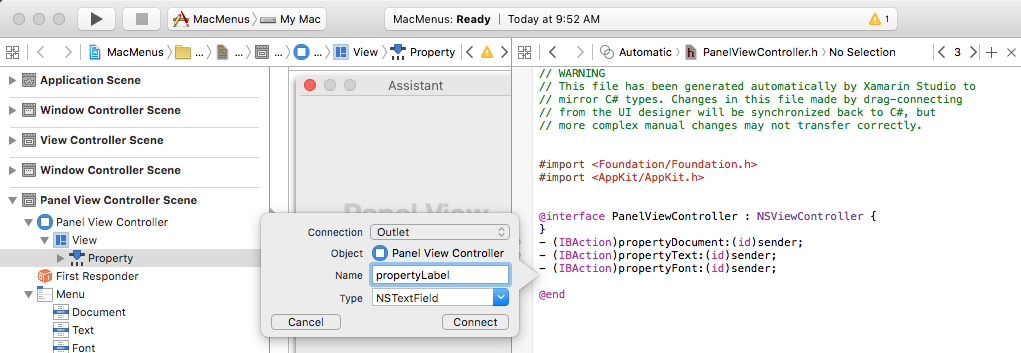 MacMenus
My Mac
MacMenus: Ready | Today at 9:52 AM
1
MacMenus
...
...
...
...
View
Property
Automatic
PanelViewController.h
No Selection
3
Application Scene
Window Controller Scene
View Controller Scene
Window Controller Scene
Panel View Controller Scene
Panel View Controller
View
Property
First Responder
Menu
Document
Text
Font
Assistant
Panel View
Connection
Outlet
Object
Panel View Controller
Name
propertyLabel
Type
NSTextField
Cancel
Connect
// WARNING
// This file has been generated automatically by Xamarin Studio to
// mirror C# types. Changes in this file made by drag-connecting
// from the UI designer will be synchronized back to C#, but
// more complex manual changes may not transfer correctly.
#import <Foundation/Foundation.h>
#import <AppKit/AppKit.h>
@interface PanelViewController : NSViewController {
}
- (IBAction)propertyDocument:(id)sender;
- (IBAction)propertyText:(id)sender;
- (IBAction)propertyFont:(id)sender;
@end